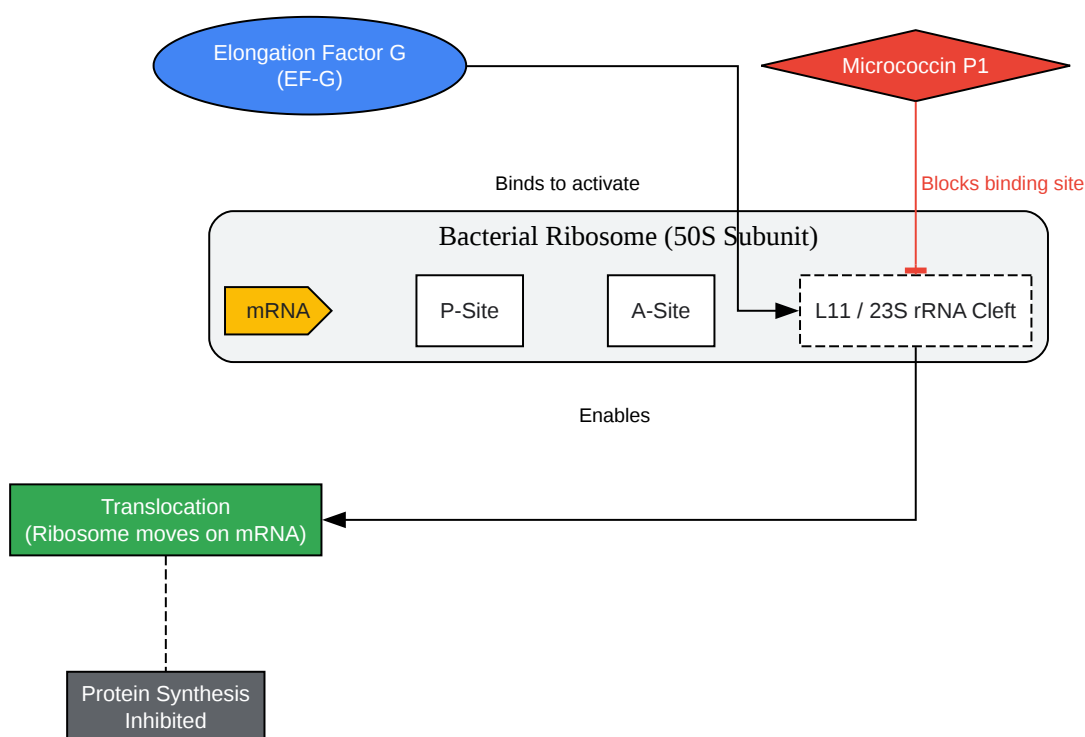 Elongation Factor G
(EF-G)
Micrococcin P1
Binds to activate
Blocks binding site
Bacterial Ribosome (50S Subunit)
mRNA
P-Site
A-Site
L11 / 23S rRNA Cleft
Enables
Translocation
(Ribosome moves on mRNA)
Protein Synthesis
Inhibited